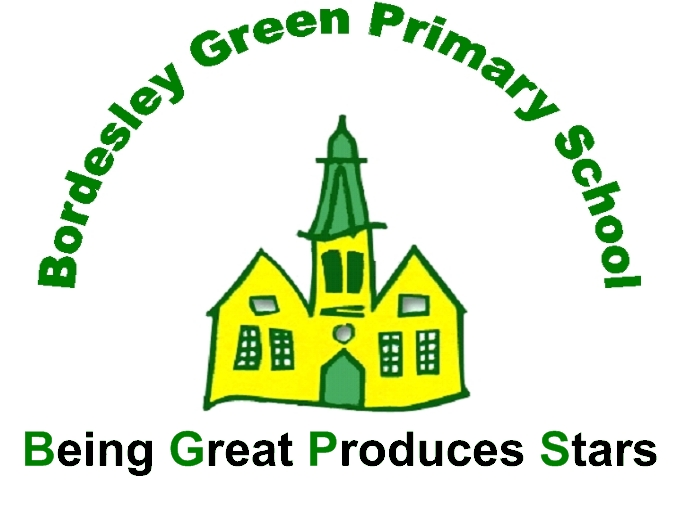 Bordesley Green Primary School
Being Great Produces Stars